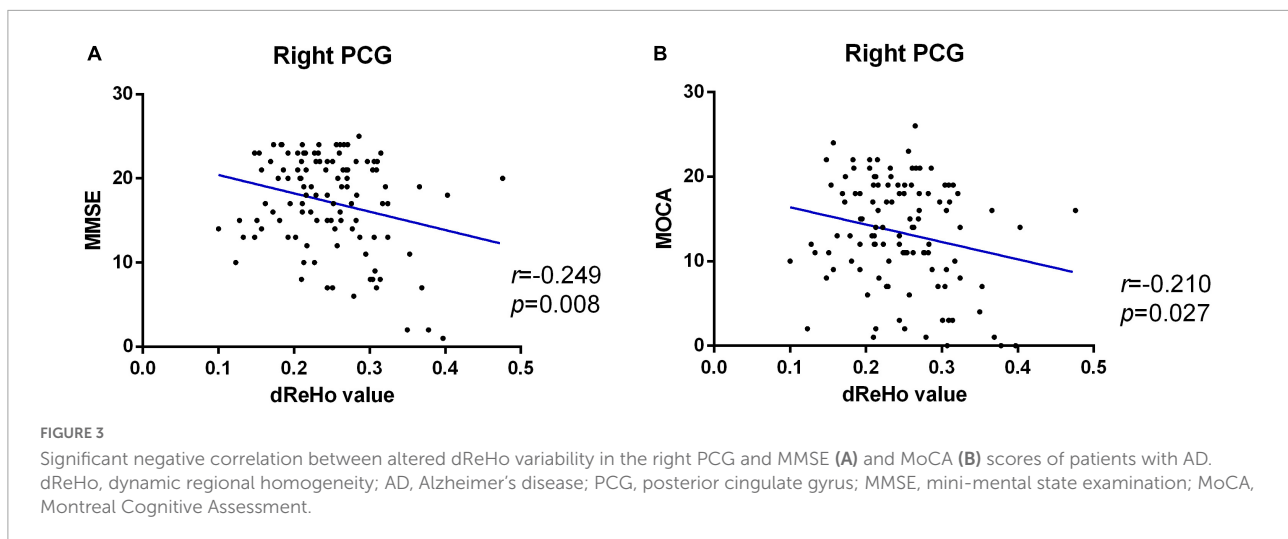 A
Right PCG
30
20
10
0
MMSE
0.0 0.1 0.2 0.3 0.4 0.5
dReHo value
r=-0.249
p=0.008
B
Right PCG
30
20
10
0
MOCA
0.0 0.1 0.2 0.3 0.4 0.5
dReHo value
r=-0.210
p=0.027
FIGURE 3
Significant negative correlation between altered dReHo variability in the right PCG and MMSE (A) and MoCA (B) scores of patients with AD.
dReHo, dynamic regional homogeneity; AD, Alzheimer's disease; PCG, posterior cingulate gyrus; MMSE, mini-mental state examination; MoCA,
Montreal Cognitive Assessment.